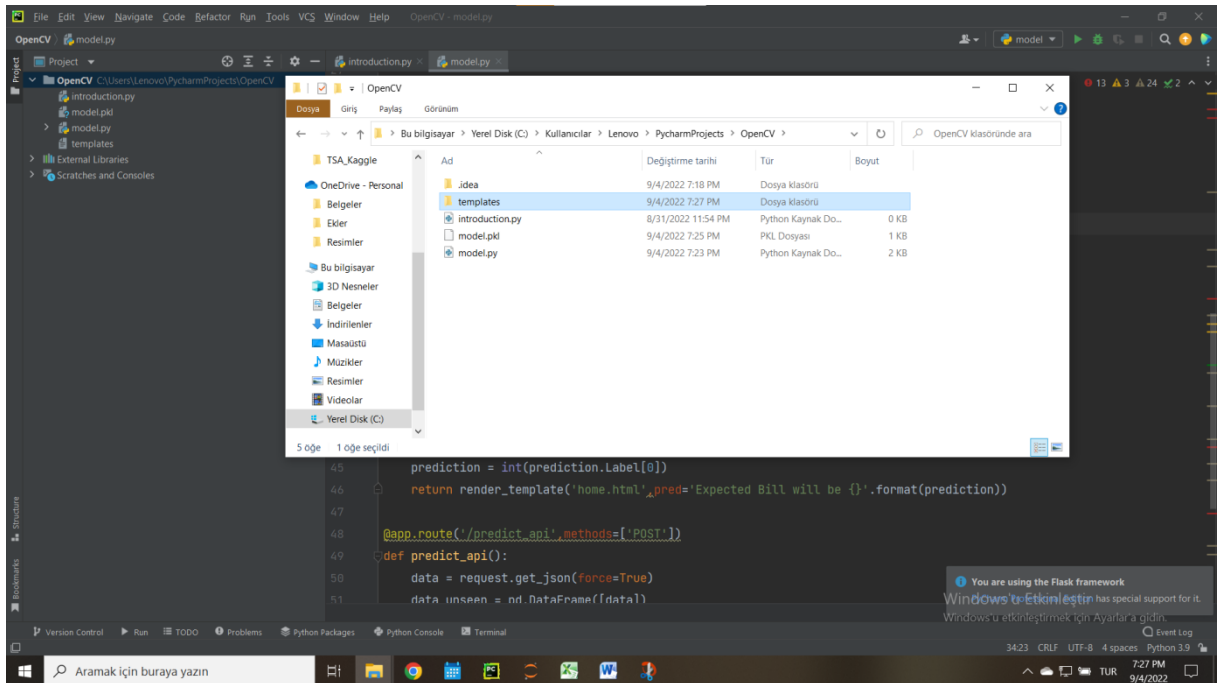 File Edit View Navigate Code Refactor Run Tools VCS Window Help OpenCV - model.py
OpenCV model.py model
Project introduction.py model.py
OpenCV C:\Users\Lenovo\PycharmProjects\OpenCV
introduction.py
model.pkl
model.py
templates
External Libraries
Scratches and Consoles
13 3 24 2
OpenCV
Dosya Giriş Paylaş Görünüm
Bu bilgisayar > Yerel Disk (C:) > Kullanıcılar > Lenovo > PycharmProjects > OpenCV > OpenCV klasöründe ara
TSA_Kaggle
OneDrive - Personal
Belgeler
Ekler
Resimler
Bu bilgisayar
3D Nesneler
Belgeler
İndirilenler
Masaüstü
Müzikler
Resimler
Videolar
Yerel Disk (C:)
Ad Değiştirme tarihi Tür Boyut
.idea 9/4/2022 7:18 PM Dosya klasörü
templates 9/4/2022 7:27 PM Dosya klasörü
introduction.py 8/31/2022 11:54 PM Python Kaynak Do... 0 KB
model.pkl 9/4/2022 7:25 PM PKL Dosyası 1 KB
model.py 9/4/2022 7:23 PM Python Kaynak Do... 2 KB
5 öğe 1 öğe seçildi
45 prediction = int(prediction.Label[0])
46 return render_template('home.html',pred='Expected Bill will be {}'.format(prediction))
47
48 @app.route('/predict_api',methods=['POST'])
49 def predict_api():
50 data = request.get_json(force=True)
51 data_unseen = pd.DataFrame([data])
Project
Structure
Bookmarks
You are using the Flask framework
has special support for it.
Windows'u Etkinleştir
Windows'u etkinleştirmek için Ayarlar'a gidin.
Version Control Run TODO Problems Python Packages Python Console Terminal Event Log
34:23 CRLF UTF-8 4 spaces Python 3.9
Aramak için buraya yazın
TUR 7:27 PM
9/4/2022